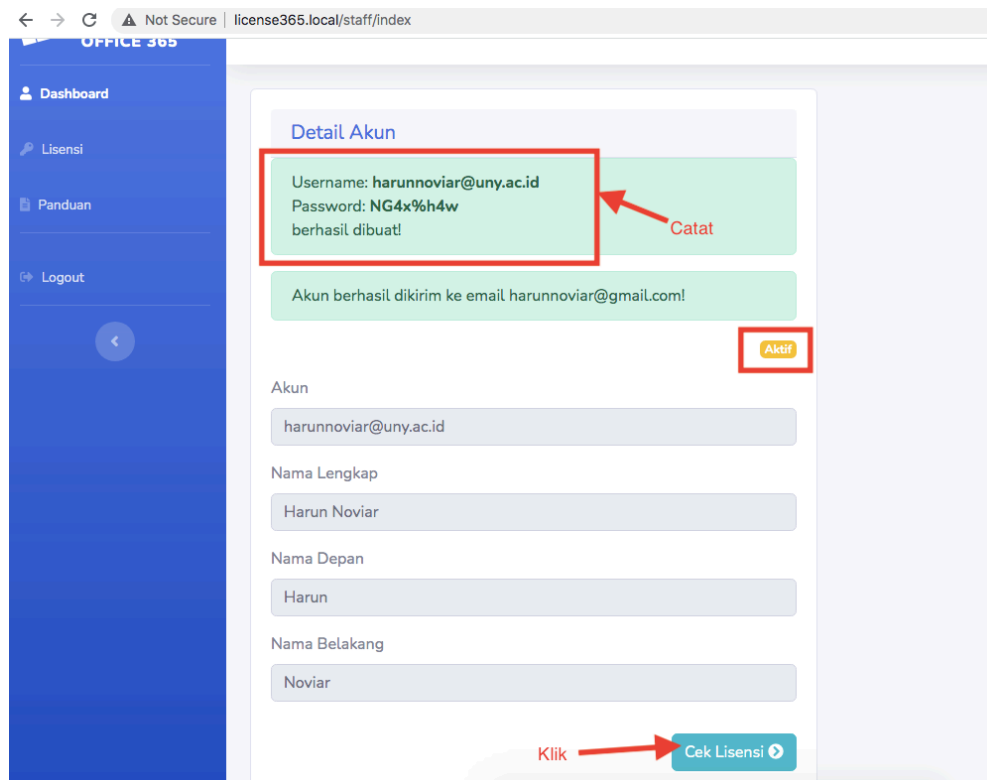 Not Secure | license365.local/staff/index
OFFICE 365
Dashboard
Lisensi
Panduan
Logout
Detail Akun
Username: harunnoviar@uny.ac.id
Password: NG4x%h4w
berhasil dibuat!
Catat
Akun berhasil dikirim ke email harunnoviar@gmail.com!
Aktif
Akun
harunnoviar@uny.ac.id
Nama Lengkap
Harun Noviar
Nama Depan
Harun
Nama Belakang
Noviar
Klik
Cek Lisensi